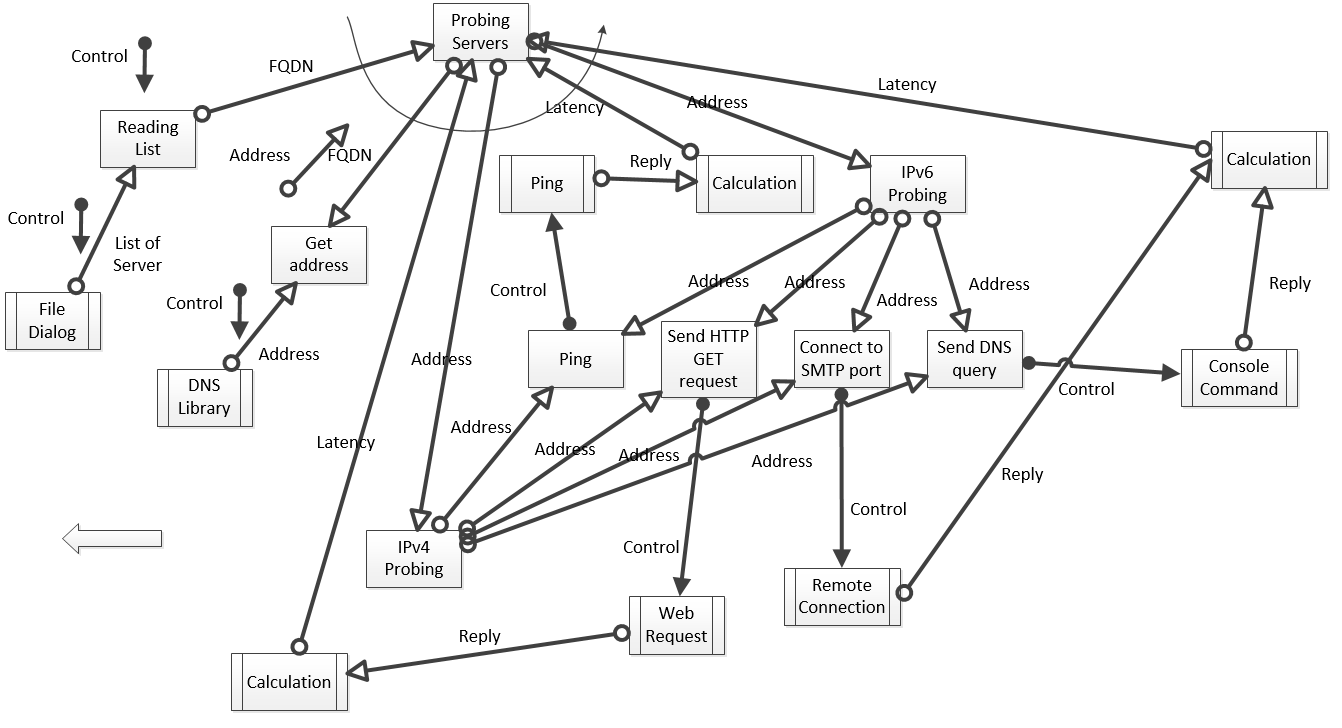 Probing
Servers
Control
FQDN
Latency
Address
Latency
Reading
List
Address
FQDN
Reply
Ping
Calculation
IPv6
Probing
Calculation
Control
List of
Server
Get
address
File
Dialog
Control
Address
DNS
Library
Control
Address
Address
Address
Address
Reply
Ping
Send HTTP
GET
request
Connect to
SMTP port
Send DNS
query
Console
Command
Control
Address
Latency
Address
Address
Address
Address
Reply
Control
IPv4
Probing
Control
Remote
Connection
Web
Request
Reply
Calculation